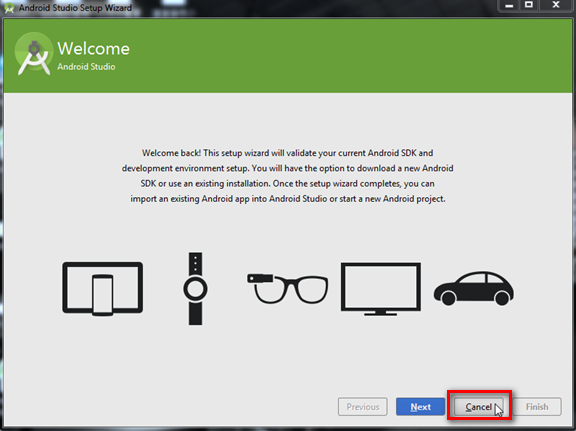 Android Studio Setup Wizard
Welcome
Android Studio
Welcome back! This setup wizard will validate your current Android SDK and
development environment setup. You will have the option to download a new Android
SDK or use an existing installation. Once the setup wizard completes, you can
import an existing Android app into Android Studio or start a new Android project.
Previous Next Cancel Finish